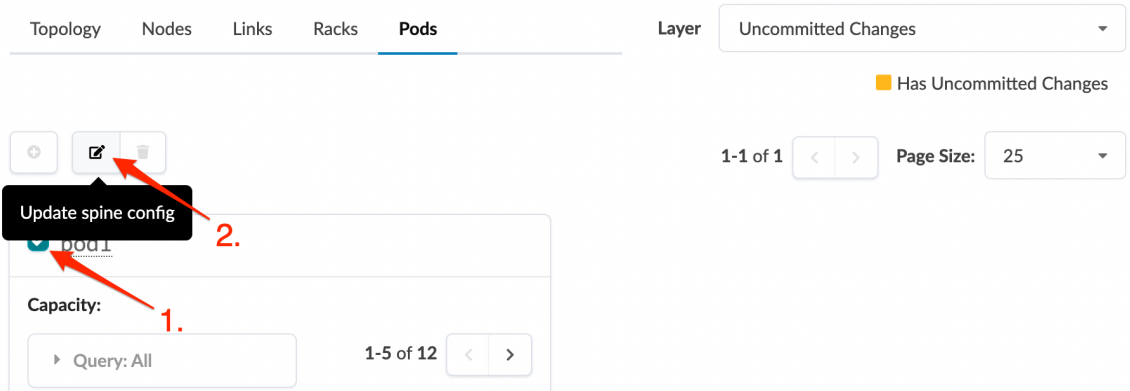 Topology Nodes Links Racks Pods Layer Uncommitted Changes
Has Uncommitted Changes
1-1 of 1 Page Size: 25
Update spine config
2.
pod1
Capacity:
1.
Query: All 1-5 of 12